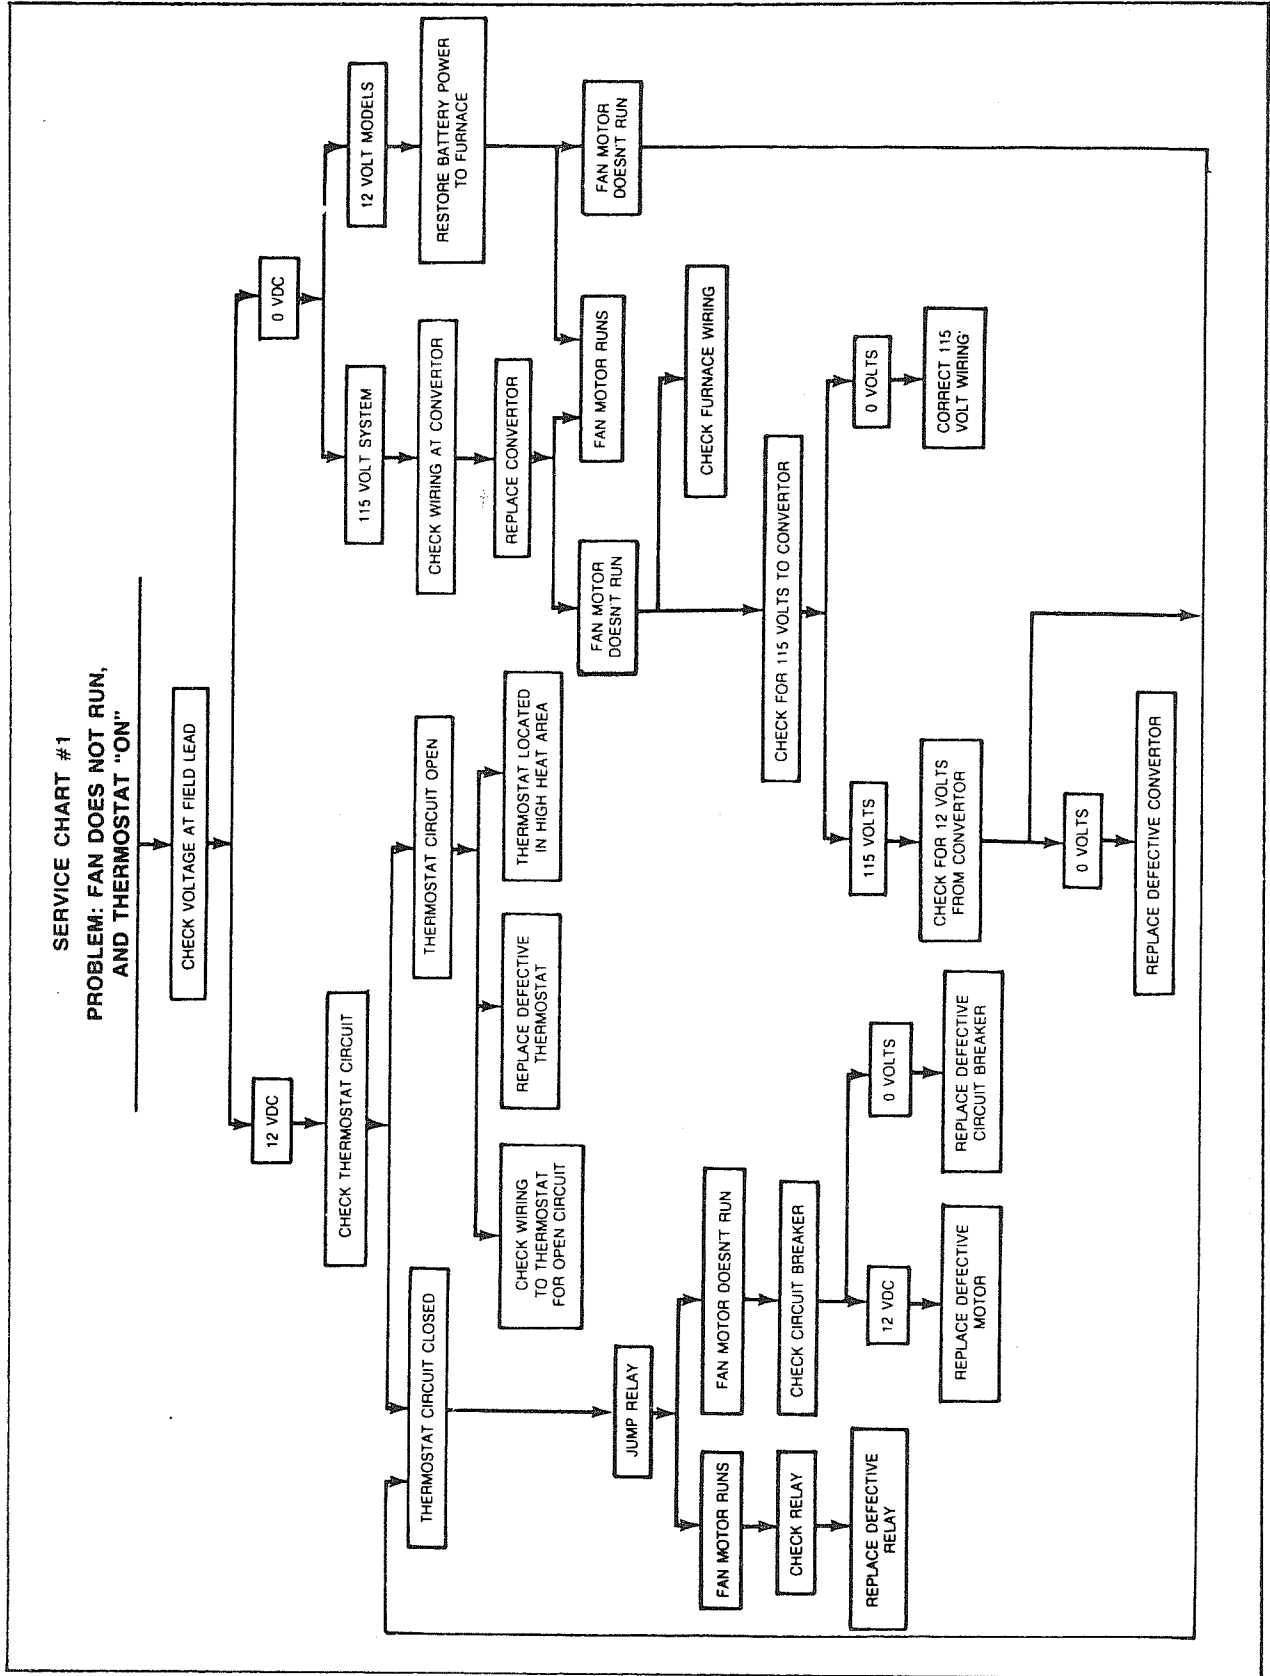 SERVICE CHART #1
PROBLEM: FAN DOES NOT RUN,
AND THERMOSTAT "ON"
CHECK VOLTAGE AT FIELD LEAD
12 VDC
0 VDC
CHECK THERMOSTAT CIRCUIT
115 VOLT SYSTEM
12 VOLT MODELS
THERMOSTAT CIRCUIT CLOSED
THERMOSTAT CIRCUIT OPEN
CHECK WIRING AT CONVERTOR
RESTORE BATTERY POWER
TO FURNACE
CHECK WIRING
TO THERMOSTAT
FOR OPEN CIRCUIT
REPLACE DEFECTIVE
THERMOSTAT
THERMOSTAT LOCATED
IN HIGH HEAT AREA
REPLACE CONVERTOR
FAN MOTOR
DOESN'T RUN
FAN MOTOR RUNS
FAN MOTOR
DOESN'T RUN
JUMP RELAY
CHECK FURNACE WIRING
FAN MOTOR RUNS
FAN MOTOR DOESN'T RUN
CHECK FOR 115 VOLTS TO CONVERTOR
CHECK RELAY
CHECK CIRCUIT BREAKER
REPLACE DEFECTIVE
RELAY
12 VDC
0 VOLTS
115 VOLTS
0 VOLTS
REPLACE DEFECTIVE
MOTOR
REPLACE DEFECTIVE
CIRCUIT BREAKER
CHECK FOR 12 VOLTS
FROM CONVERTOR
CORRECT 115
VOLT WIRING'
0 VOLTS
REPLACE DEFECTIVE CONVERTOR